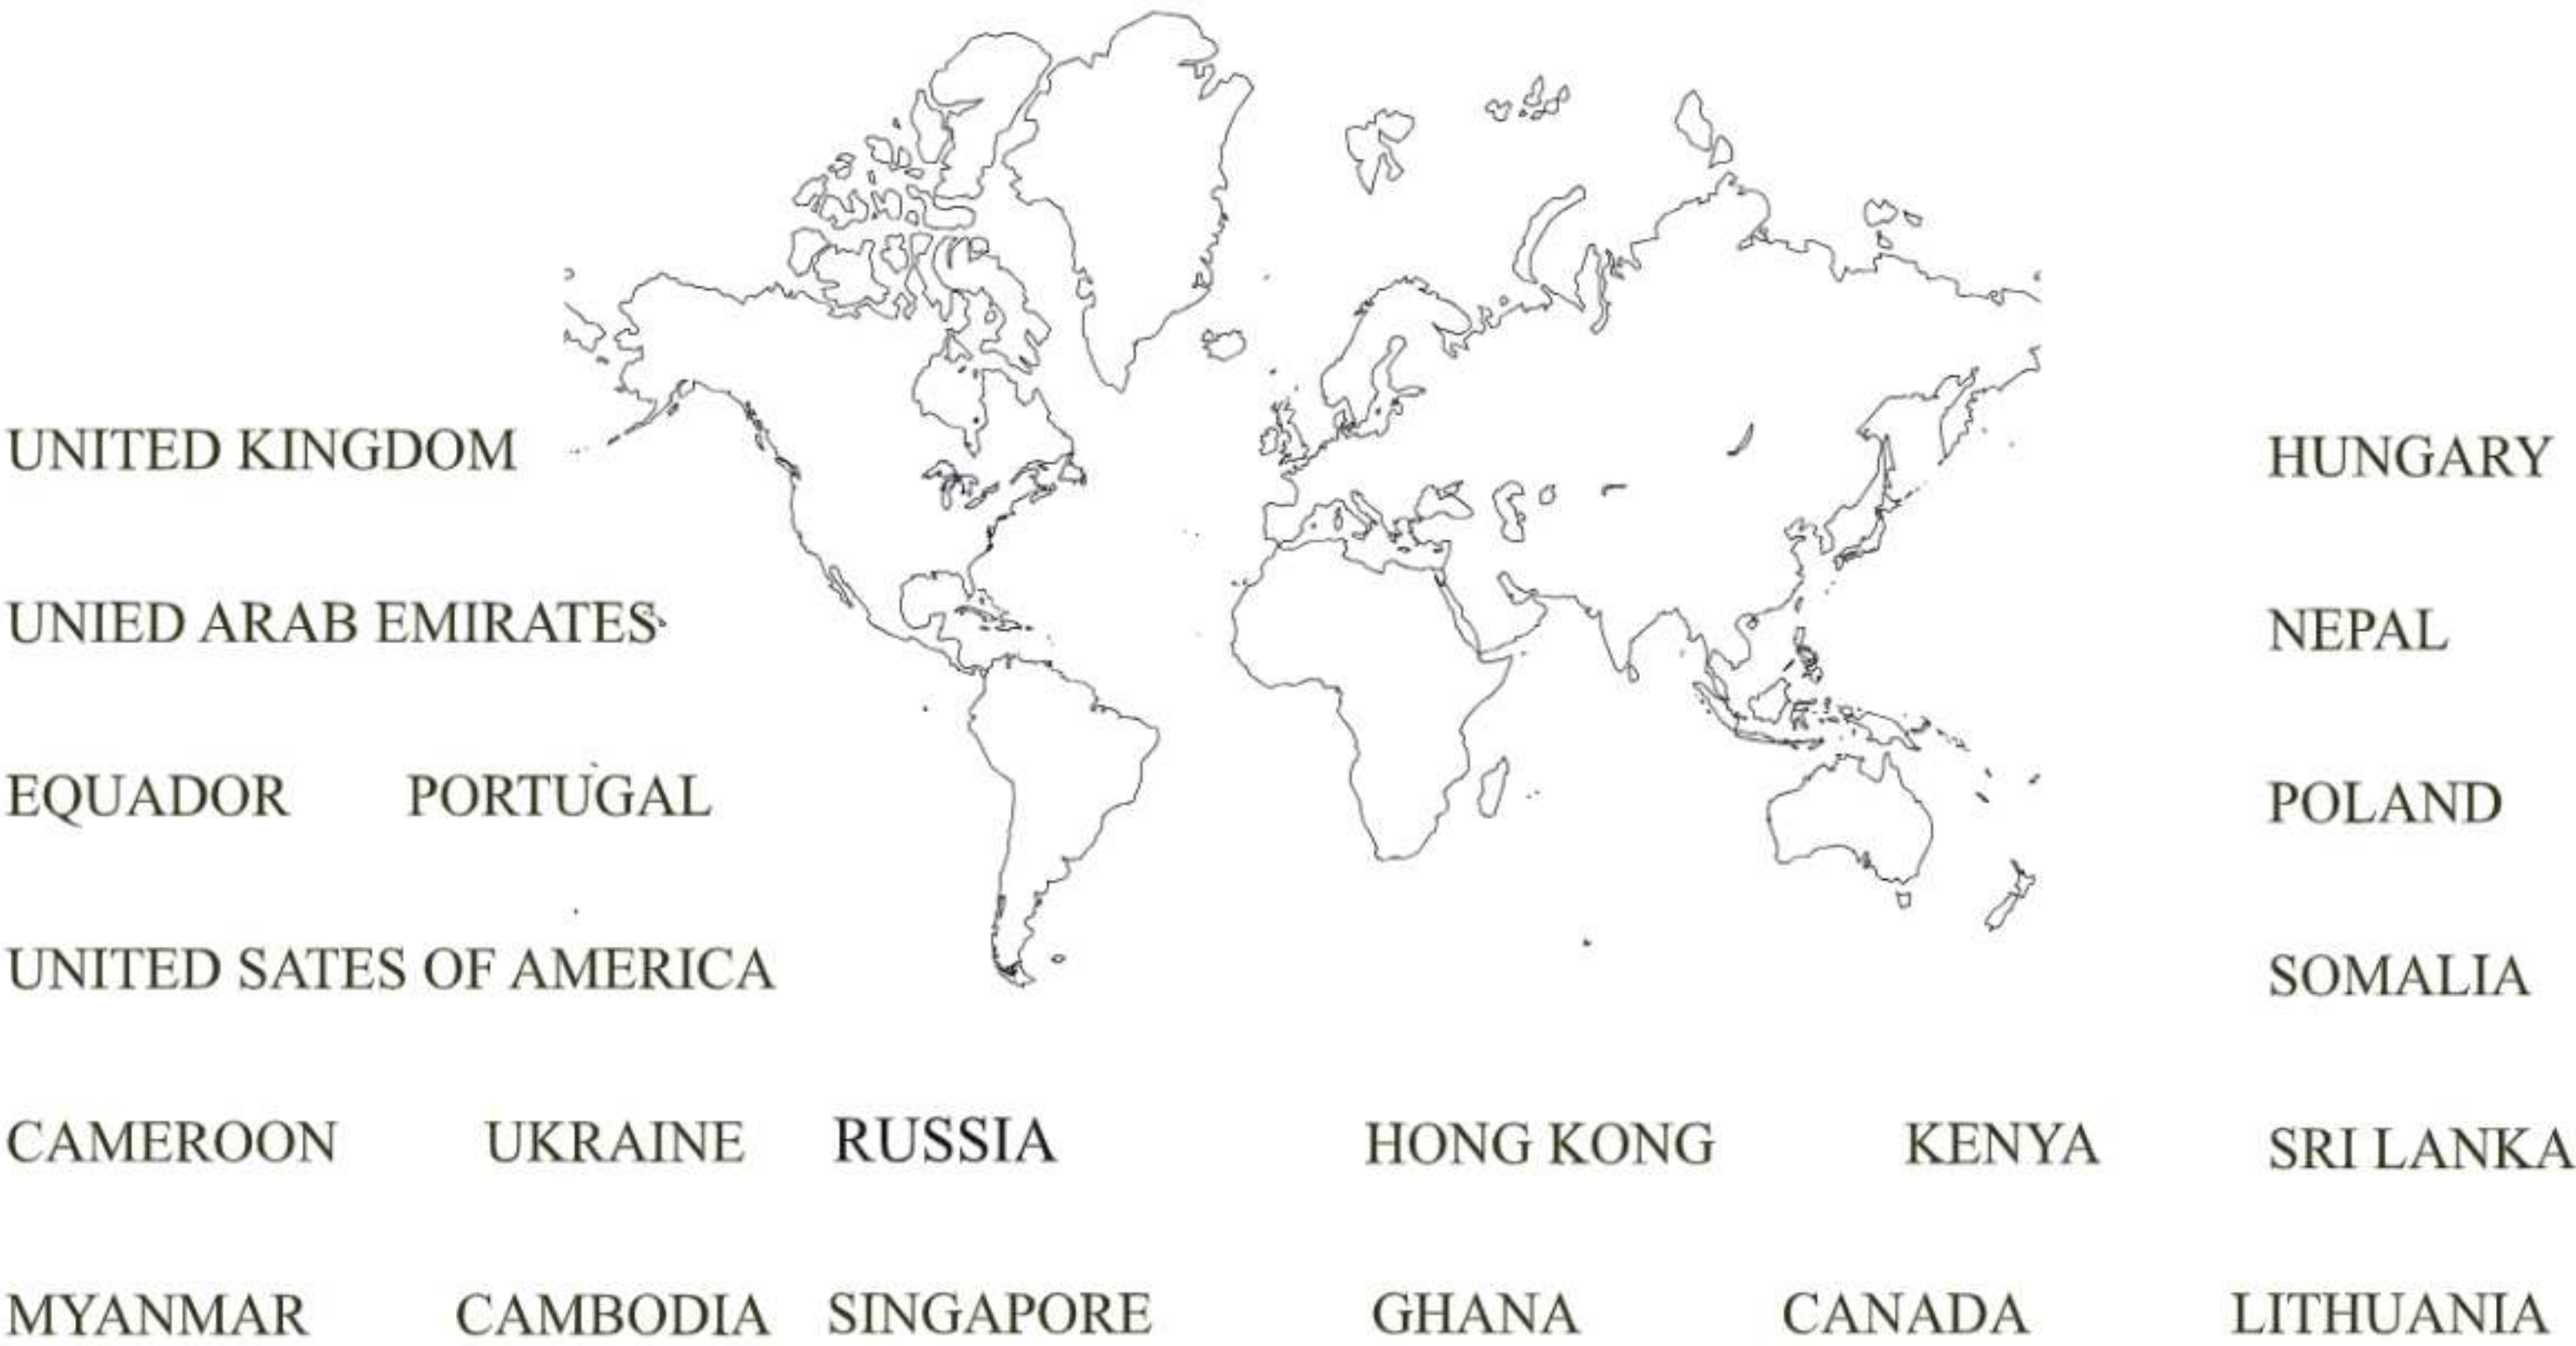 UNITED KINGDOM HUNGARY
UNIED ARAB EMIRATES NEPAL
EQUADOR PORTUGAL POLAND
UNITED SATES OF AMERICA SOMALIA
CAMEROON UKRAINE RUSSIA HONG KONG KENYA SRI LANKA
MYANMAR CAMBODIA SINGAPORE GHANA CANADA LITHUANIA